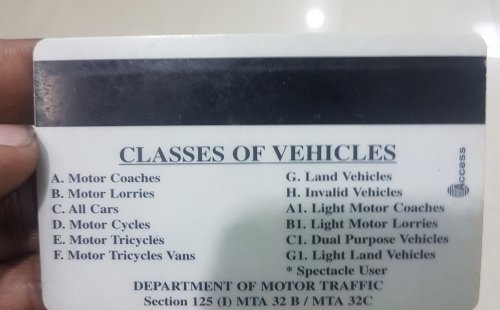 CLASSES OF VEHICLES
A. Motor Coaches
B. Motor Lorries
C. All Cars
D. Motor Cycles
E. Motor Tricycles
F. Motor Tricycles Vans
G. Land Vehicles
H. Invalid Vehicles
A1. Light Motor Coaches
B1. Light Motor Lorries
C1. Dual Purpose Vehicles
G1. Light Land Vehicles
* Spectacle User
Access
DEPARTMENT OF MOTOR TRAFFIC
Section 125 (I) MTA 32 B / MTA 32C